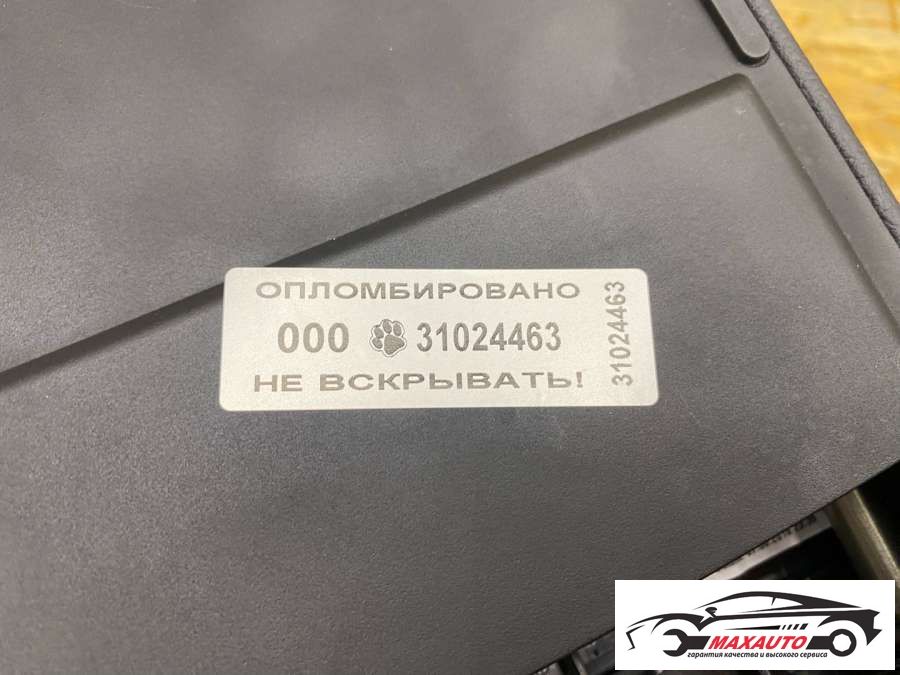 ОПЛОМБИРОВАНО
000 31024463
НЕ ВСКРЫВАТЬ!
31024463
MAXAUTO
гарантия качества и высокого сервиса